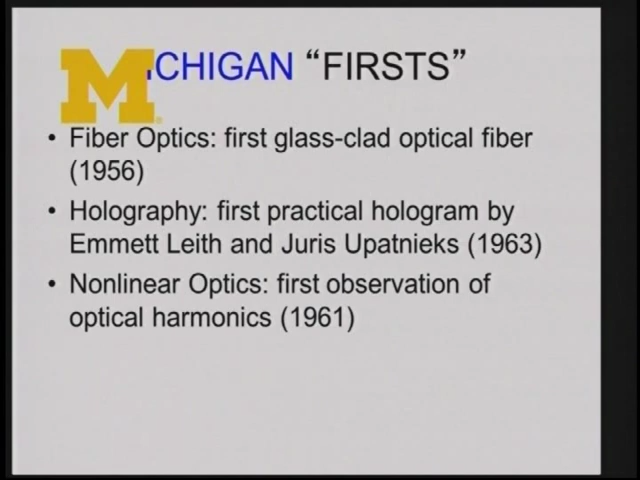 MICHIGAN “FIRSTS”
• Fiber Optics: first glass-clad optical fiber
(1956)
• Holography: first practical hologram by
Emmett Leith and Juris Upatnieks (1963)
• Nonlinear Optics: first observation of
optical harmonics (1961)